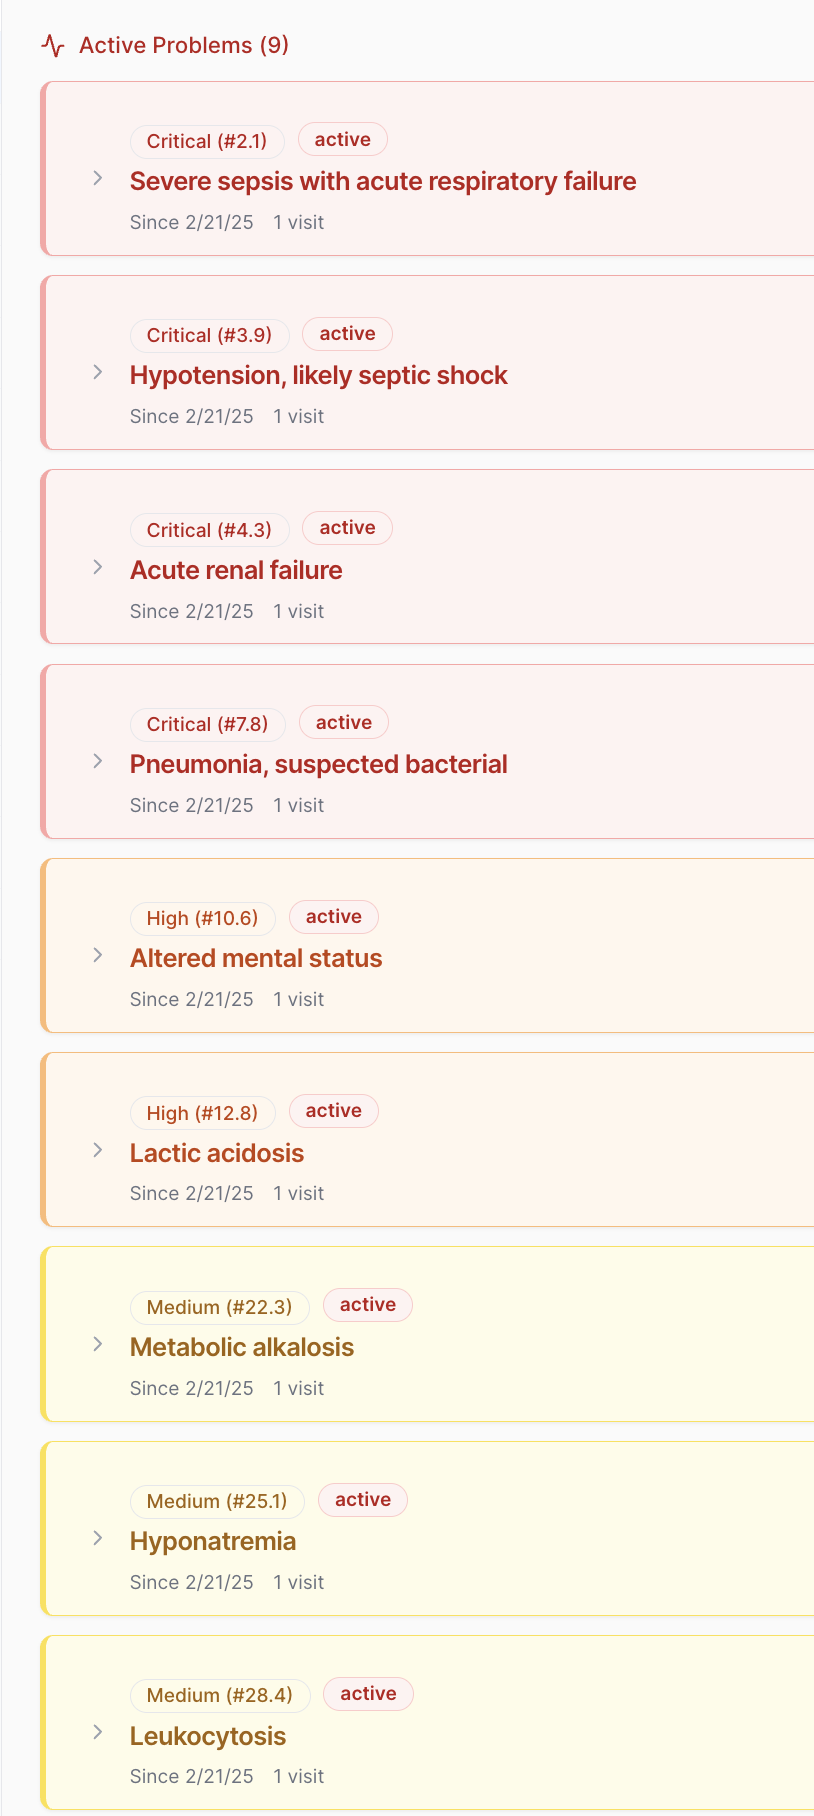 Active Problems (9)
Critical (#2.1) active
Severe sepsis with acute respiratory failure
Since 2/21/25 1 visit
Critical (#3.9) active
Hypotension, likely septic shock
Since 2/21/25 1 visit
Critical (#4.3) active
Acute renal failure
Since 2/21/25 1 visit
Critical (#7.8) active
Pneumonia, suspected bacterial
Since 2/21/25 1 visit
High (#10.6) active
Altered mental status
Since 2/21/25 1 visit
High (#12.8) active
Lactic acidosis
Since 2/21/25 1 visit
Medium (#22.3) active
Metabolic alkalosis
Since 2/21/25 1 visit
Medium (#25.1) active
Hyponatremia
Since 2/21/25 1 visit
Medium (#28.4) active
Leukocytosis
Since 2/21/25 1 visit